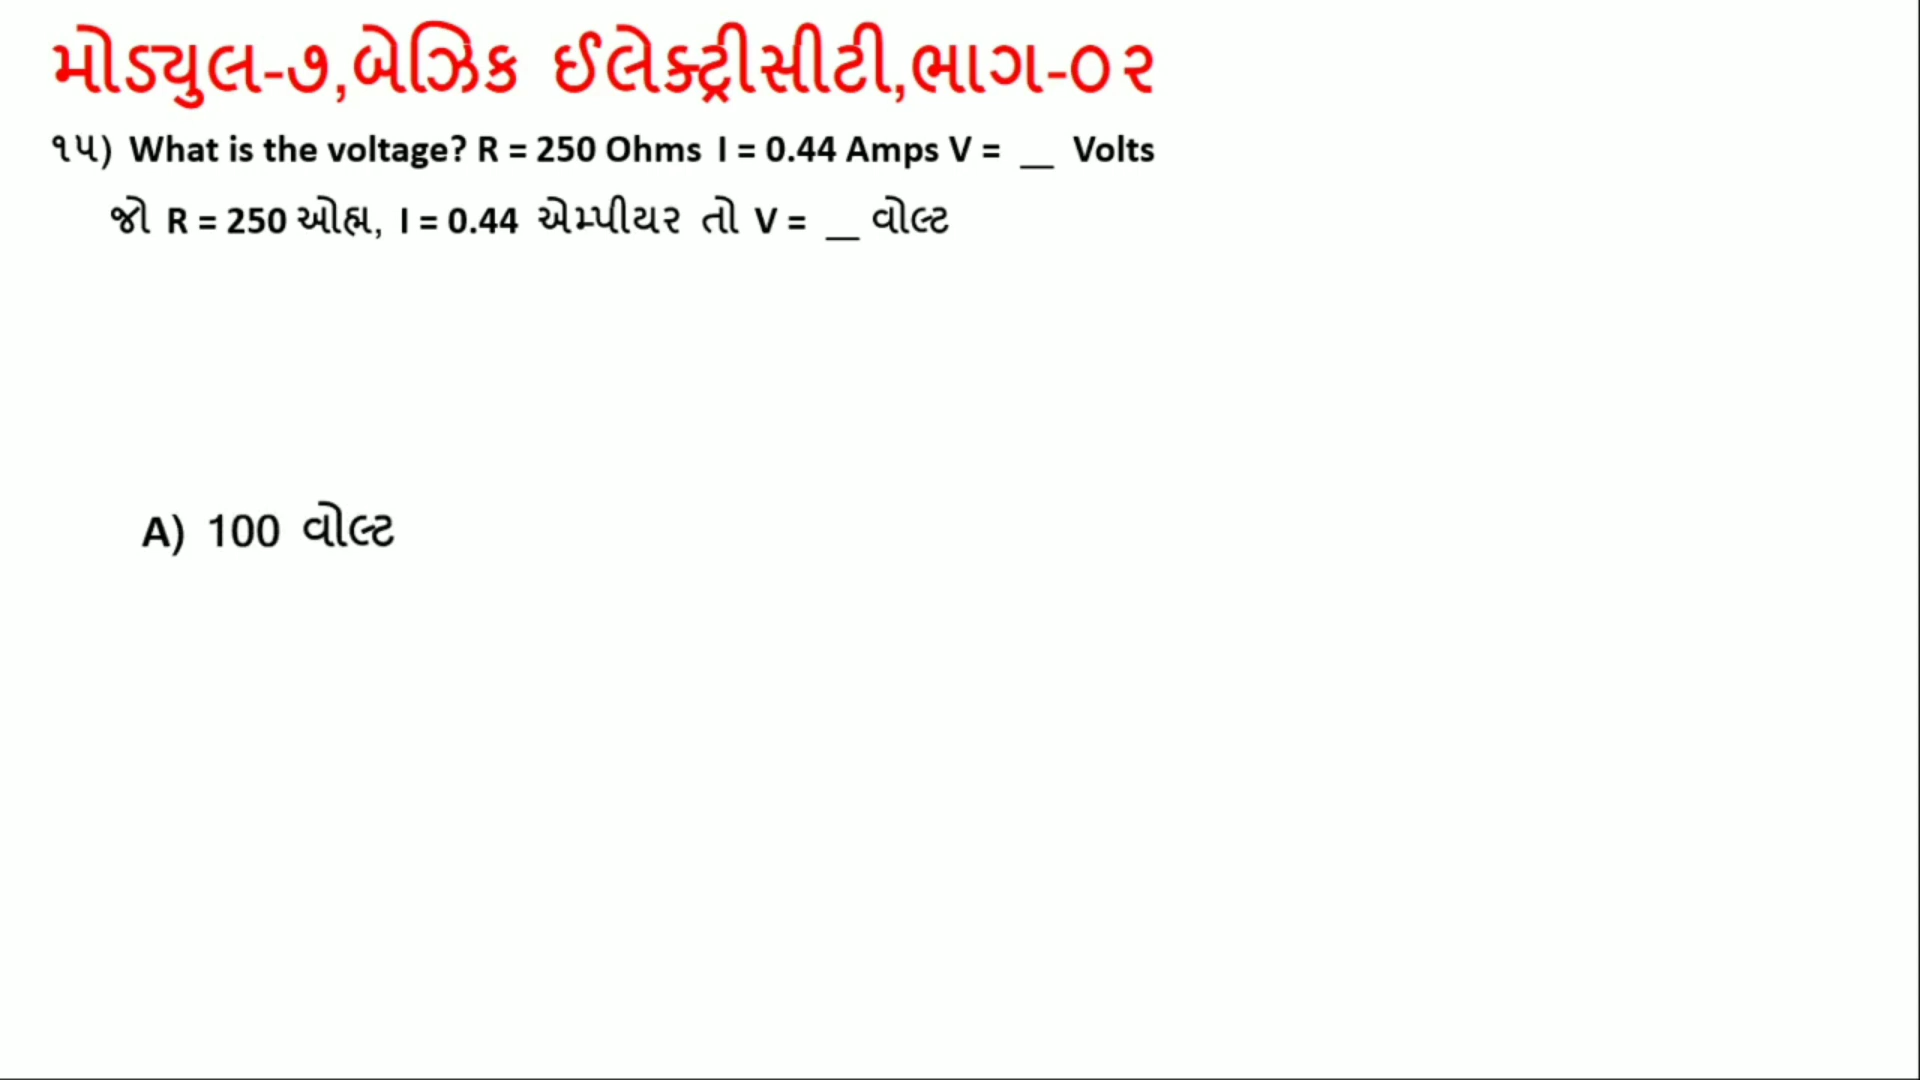 મોડ્યુલ-૭,બેઝિક ઈલેક્ટ્રીસીટી,ભાગ-૦૨
૧૫) What is the voltage? R = 250 Ohms I = 0.44 Amps V = __ Volts
જો R = 250 ઓહ્મ, I = 0.44 એમ્પીયર તો V = __ વોલ્ટ
A) 100 વોલ્ટ